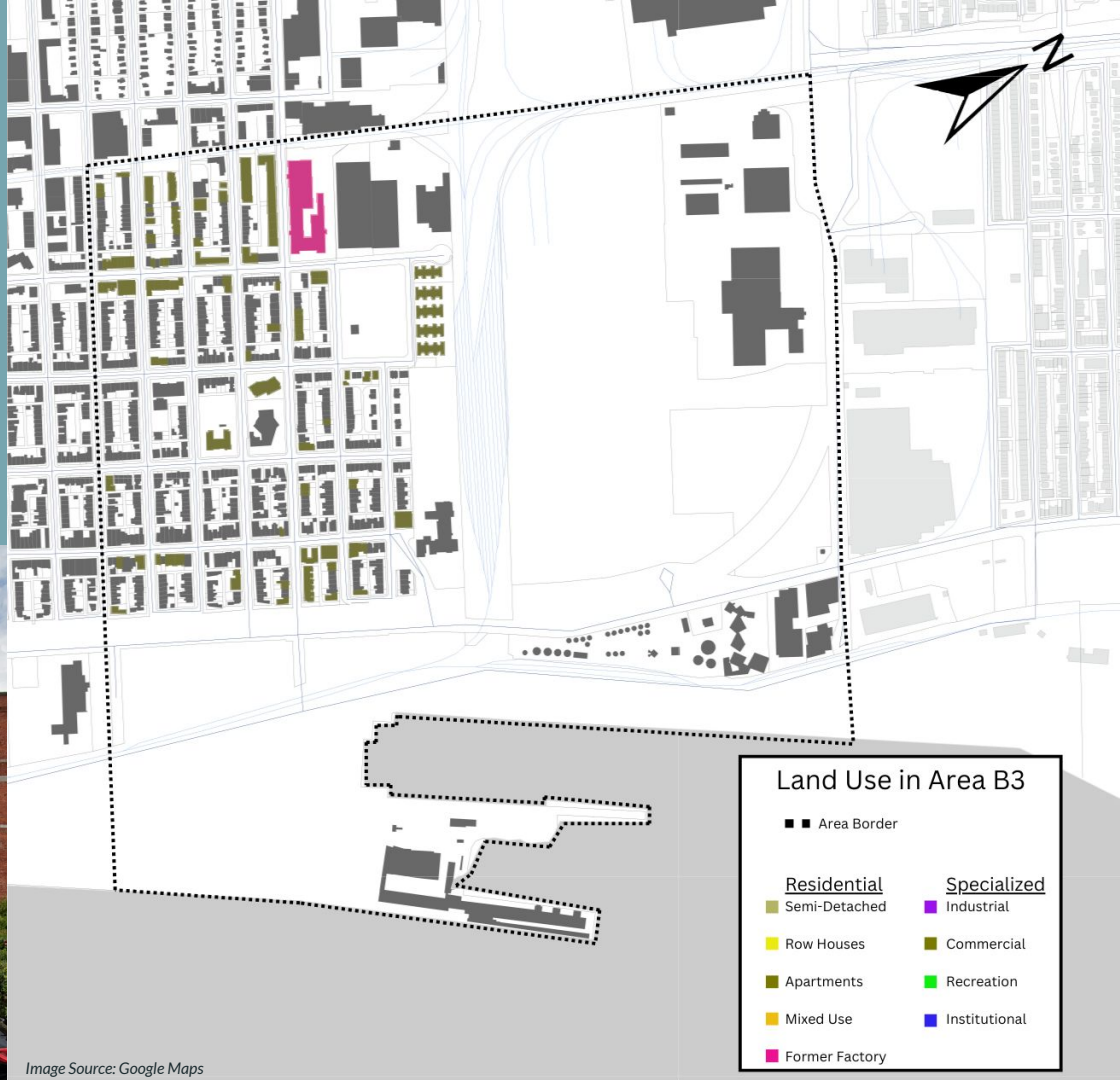 N
Land Use in Area B3
Area Border
Residential Specialized
Semi-Detached Industrial
Row Houses Commercial
Apartments Recreation
Mixed Use Institutional
Former Factory
Image Source: Google Maps